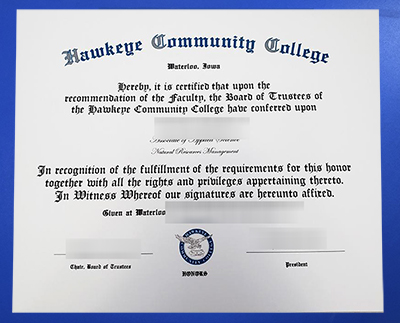 Hawkeye Community College
Waterloo, Iowa
Hereby, it is certified that upon the
recommendation of the Faculty, the Board of Trustees of
the Hawkeye Community College have conferred upon
Associate of Applied Science
Natural Resources Management
In recognition of the fulfillment of the requirements for this honor
together with all the rights and privileges appertaining thereto.
In Witness Whereof our signatures are hereunto affixed.
Given at Waterloo
Chair, Board of Trustees
President
HONORS